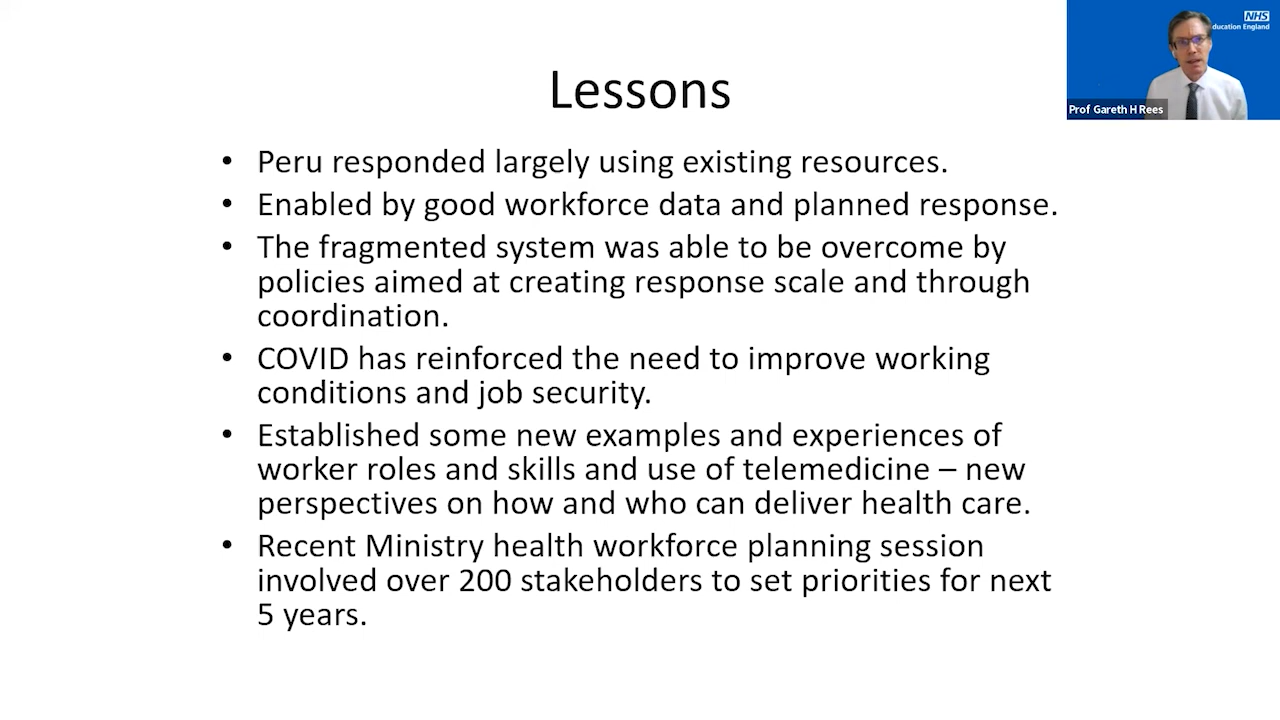 NHS
ducation England
Prof Gareth H Rees
Lessons
• Peru responded largely using existing resources.
• Enabled by good workforce data and planned response.
• The fragmented system was able to be overcome by
policies aimed at creating response scale and through
coordination.
• COVID has reinforced the need to improve working
conditions and job security.
• Established some new examples and experiences of
worker roles and skills and use of telemedicine – new
perspectives on how and who can deliver health care.
• Recent Ministry health workforce planning session
involved over 200 stakeholders to set priorities for next
5 years.